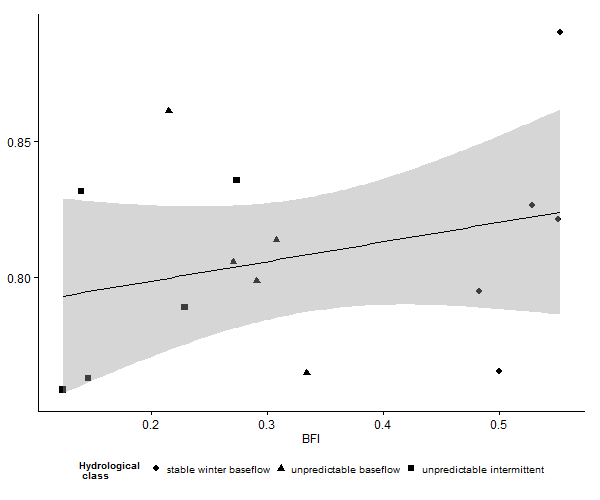 0.85
0.80
0.2 0.3 0.4 0.5
BFI
Hydrological
class
stable winter baseflow unpredictable baseflow unpredictable intermittent